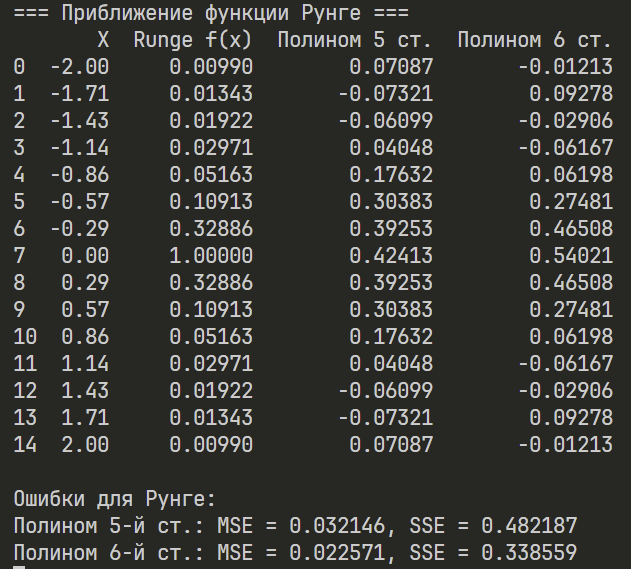 === Приближение функции Рунге ===
X Runge f(x) Полином 5 ст. Полином 6 ст.
0 -2.00 0.00990 0.07087 -0.01213
1 -1.71 0.01343 -0.07321 0.09278
2 -1.43 0.01922 -0.06099 -0.02906
3 -1.14 0.02971 0.04048 -0.06167
4 -0.86 0.05163 0.17632 0.06198
5 -0.57 0.10913 0.30383 0.27481
6 -0.29 0.32886 0.39253 0.46508
7 0.00 1.00000 0.42413 0.54021
8 0.29 0.32886 0.39253 0.46508
9 0.57 0.10913 0.30383 0.27481
10 0.86 0.05163 0.17632 0.06198
11 1.14 0.02971 0.04048 -0.06167
12 1.43 0.01922 -0.06099 -0.02906
13 1.71 0.01343 -0.07321 0.09278
14 2.00 0.00990 0.07087 -0.01213
Ошибки для Рунге:
Полином 5-й ст.: MSE = 0.032146, SSE = 0.482187
Полином 6-й ст.: MSE = 0.022571, SSE = 0.338559